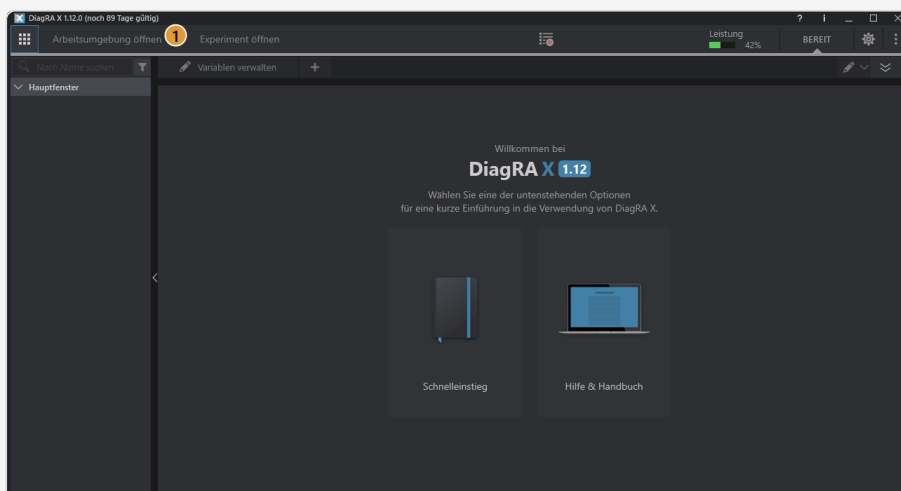 DiagRA X 1.12.0 (noch 89 Tage gültig)
? i
Arbeitsumgebung öffnen 1 Experiment öffnen
Leistung
42%
BEREIT
Nach Name suchen
Variablen verwalten +
Hauptfenster
Willkommen bei
DiagRA X 1.12
Wählen Sie eine der untenstehenden Optionen
für eine kurze Einführung in die Verwendung von DiagRA X.
Schnelleinstieg Hilfe & Handbuch